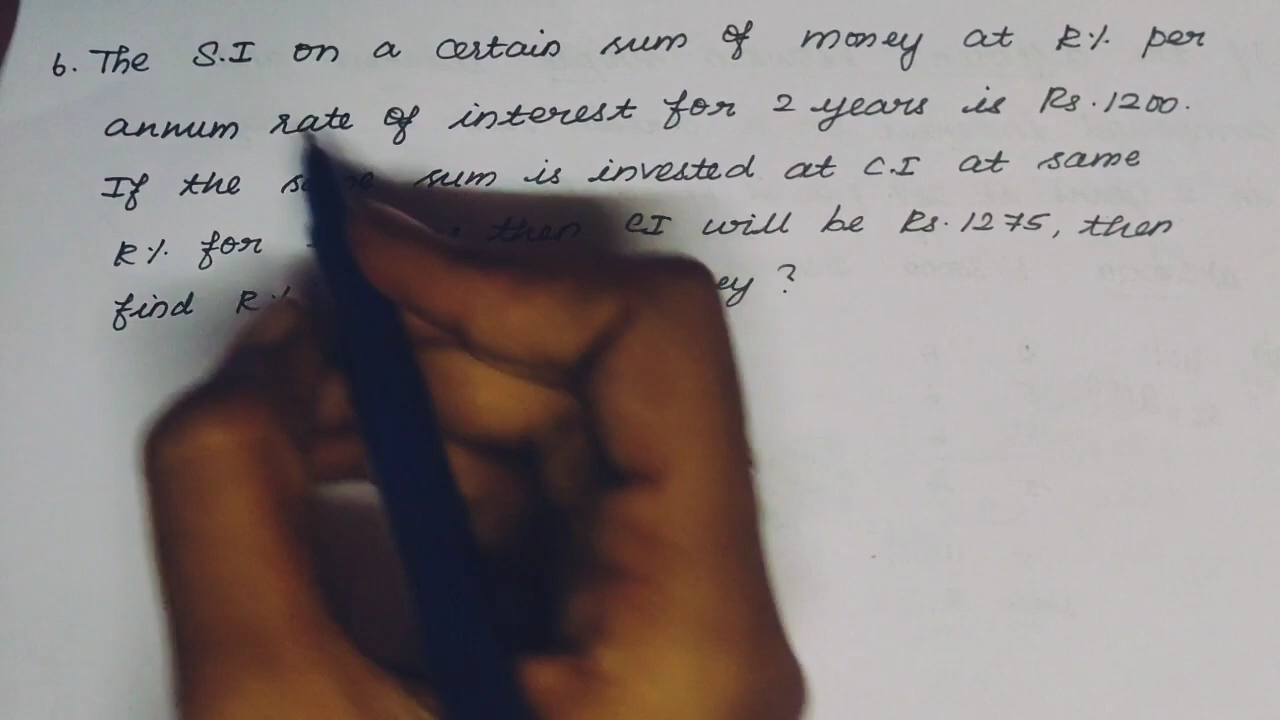 6. The S.I on a certain sum of money at R% per
annum rate of interest for 2 years is Rs.1200.
If the sum is invested at C.I at same
R% for then CI will be Rs.1275, then
find R% ?